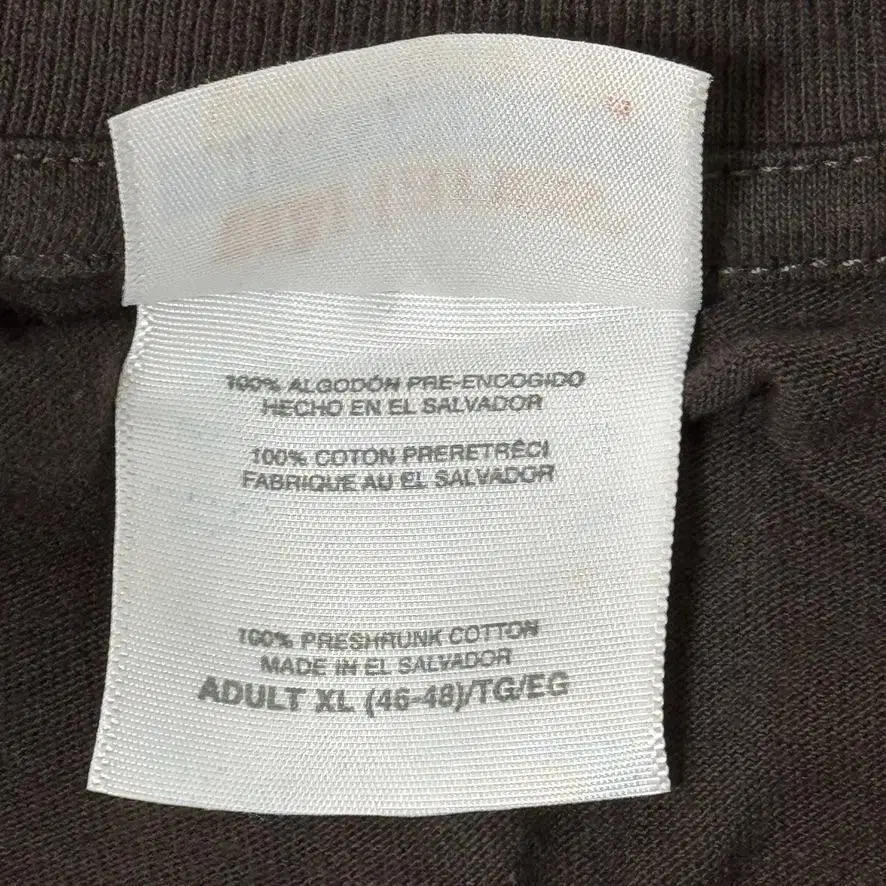 100% ALGODÓN PRE-ENCOGIDO
HECHO EN EL SALVADOR
100% COTON PRERETRÊCI
FABRIQUE AU EL SALVADOR
100% PRESHRUNK COTTON
MADE IN EL SALVADOR
ADULT XL (46-48)/TG/EG